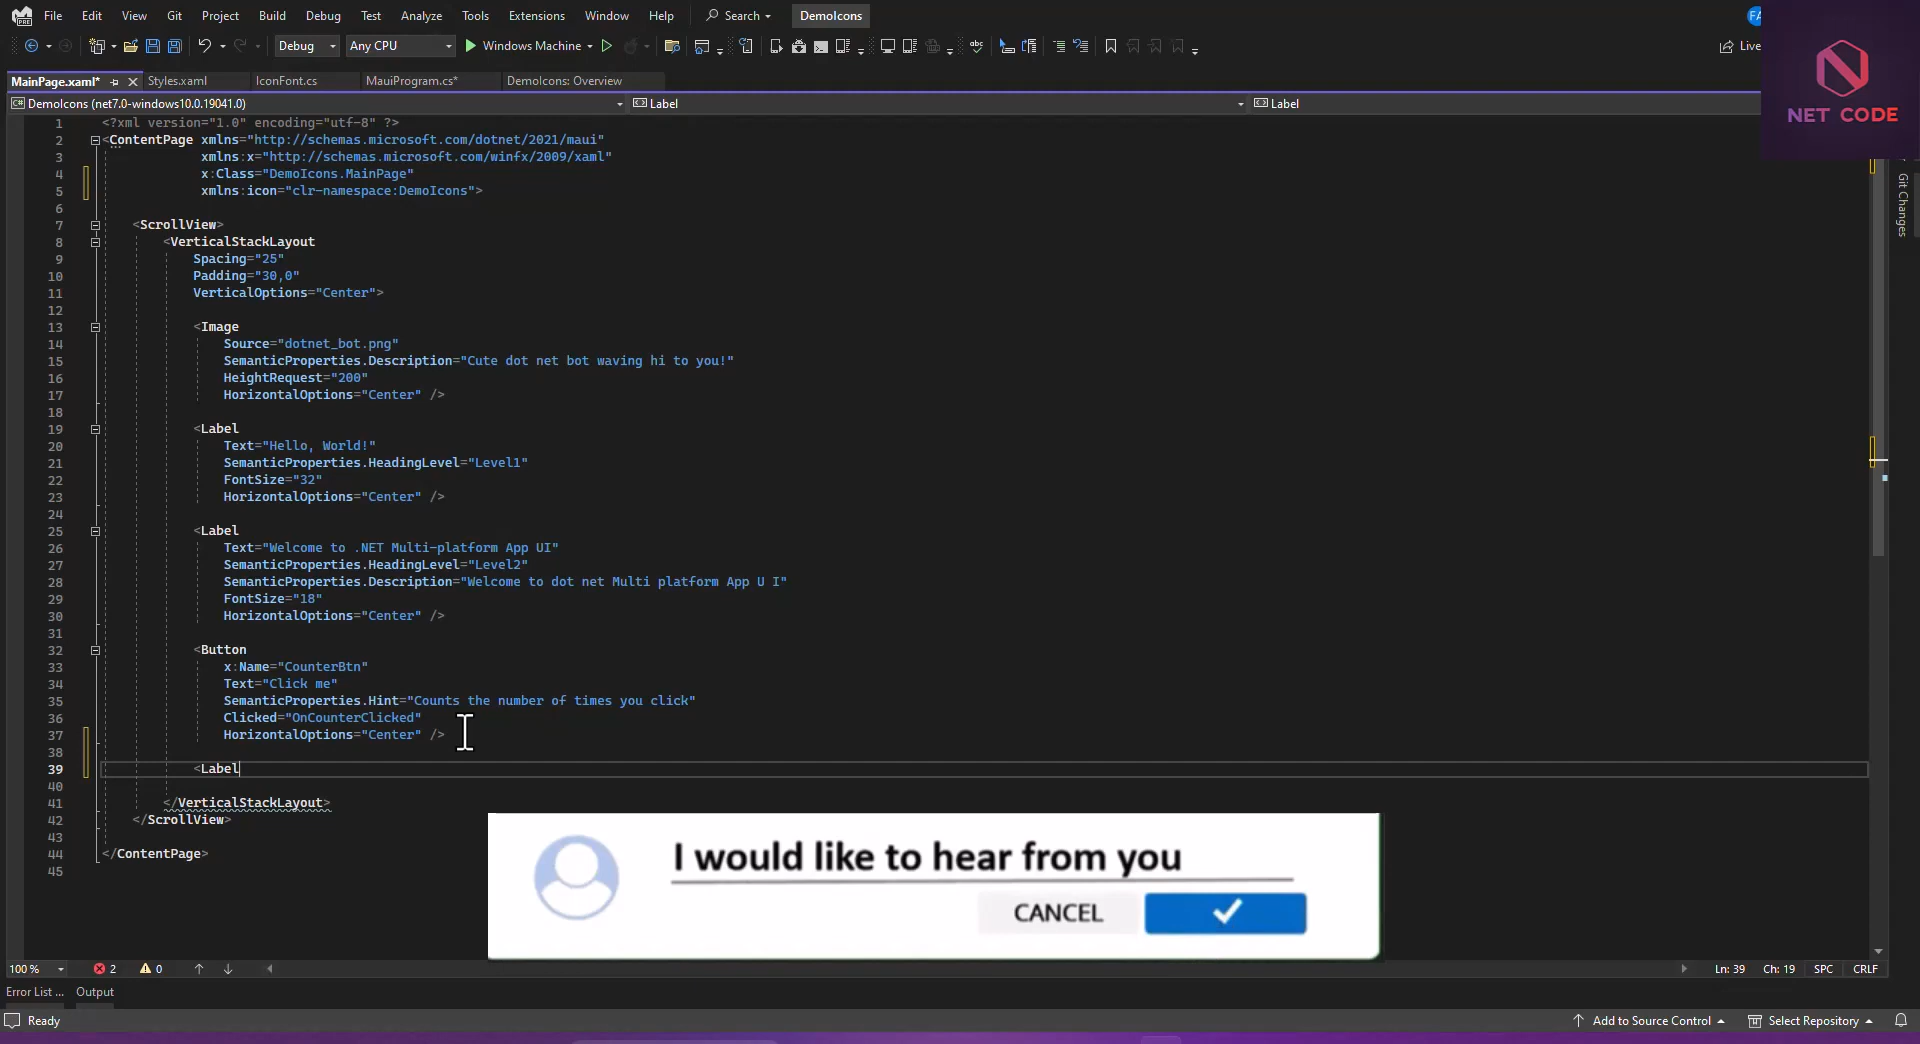 File Edit View Git Project Build Debug Test Analyze Tools Extensions Window Help Search DemoIcons
Debug Any CPU Windows Machine Live
NET CODE
MainPage.xaml* Styles.xaml IconFont.cs MauiProgram.cs* DemoIcons: Overview
DemoIcons (net7.0-windows10.0.19041.0) Label Label
Git Changes
1 <?xml version="1.0" encoding="utf-8" ?>
2 <ContentPage xmlns="http://schemas.microsoft.com/dotnet/2021/maui"
3 xmlns:x="http://schemas.microsoft.com/winfx/2009/xaml"
4 x:Class="DemoIcons.MainPage"
5 xmlns:icon="clr-namespace:DemoIcons">
6
7 <ScrollView>
8 <VerticalStackLayout
9 Spacing="25"
10 Padding="30,0"
11 VerticalOptions="Center">
12
13 <Image
14 Source="dotnet_bot.png"
15 SemanticProperties.Description="Cute dot net bot waving hi to you!"
16 HeightRequest="200"
17 HorizontalOptions="Center" />
18
19 <Label
20 Text="Hello, World!"
21 SemanticProperties.HeadingLevel="Level1"
22 FontSize="32"
23 HorizontalOptions="Center" />
24
25 <Label
26 Text="Welcome to .NET Multi-platform App UI"
27 SemanticProperties.HeadingLevel="Level2"
28 SemanticProperties.Description="Welcome to dot net Multi platform App U I"
29 FontSize="18"
30 HorizontalOptions="Center" />
31
32 <Button
33 x:Name="CounterBtn"
34 Text="Click me"
35 SemanticProperties.Hint="Counts the number of times you click"
36 Clicked="OnCounterClicked"
37 HorizontalOptions="Center" />
38
39 <Label
40
41 </VerticalStackLayout>
42 </ScrollView>
43
44 </ContentPage>
45
I would like to hear from you
CANCEL
100 % 2 0 Ln: 39 Ch: 19 SPC CRLF
Error List ... Output
Ready Add to Source Control Select Repository